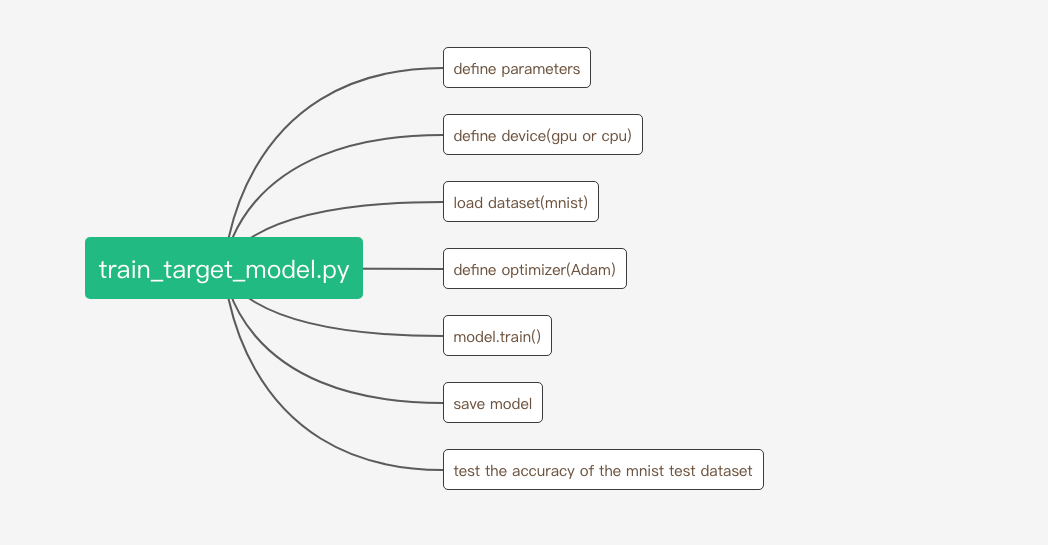 define parameters
define device(gpu or cpu)
load dataset(mnist)
train_target_model.py
define optimizer(Adam)
model.train()
save model
test the accuracy of the mnist test dataset